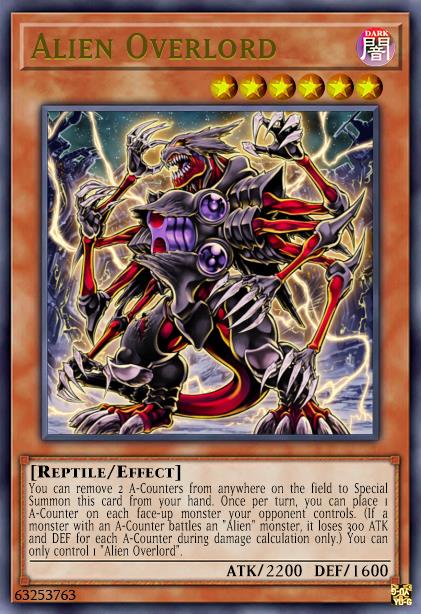 ALIEN OVERLORD
DARK
闇
[REPTILE/EFFECT]
You can remove 2 A-Counters from anywhere on the field to Special
Summon this card from your hand. Once per turn, you can place 1
A-Counter on each face-up monster your opponent controls. (If a
monster with an A-Counter battles an "Alien" monster, it loses 300 ATK
and DEF for each A-Counter during damage calculation only.) You can
only control 1 "Alien Overlord".
ATK/2200 DEF/1600
63253763